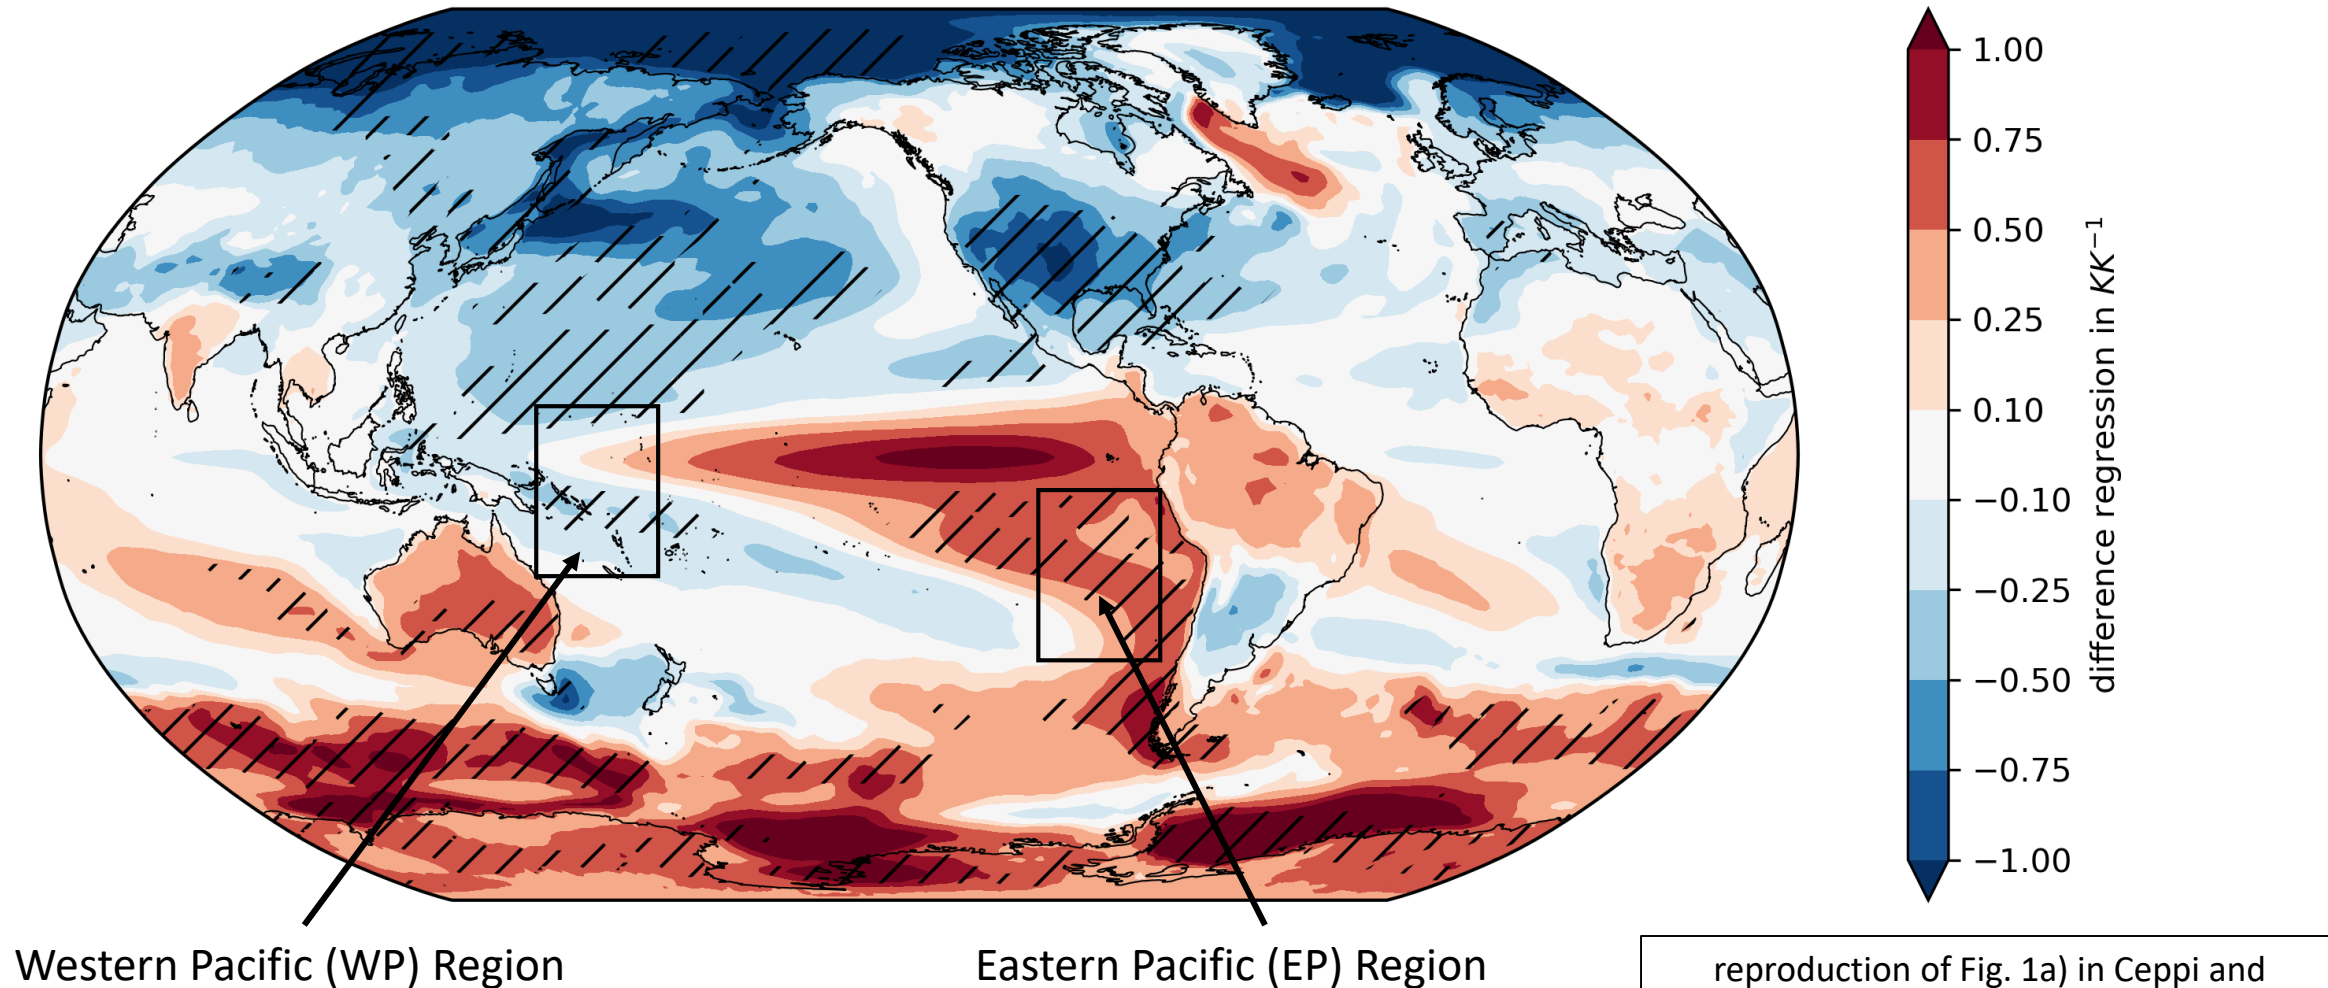 1.00
0.75
0.50
0.25
0.10
−0.10
−0.25
−0.50
−0.75
−1.00
difference regression in KK⁻¹
Western Pacific (WP) Region
Eastern Pacific (EP) Region
reproduction of Fig. 1a) in Ceppi and